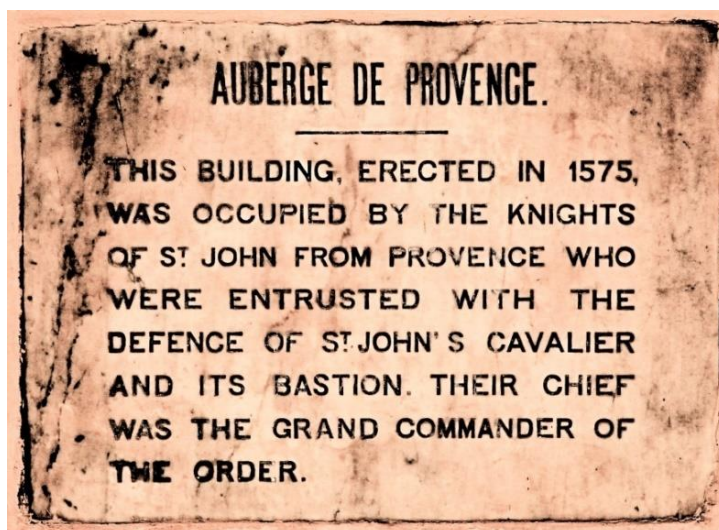 AUBERGE DE PROVENCE.
THIS BUILDING, ERECTED IN 1575,
WAS OCCUPIED BY THE KNIGHTS
OF ST JOHN FROM PROVENCE WHO
WERE ENTRUSTED WITH THE
DEFENCE OF ST JOHN'S CAVALIER
AND ITS BASTION. THEIR CHIEF
WAS THE GRAND COMMANDER OF
THE ORDER.